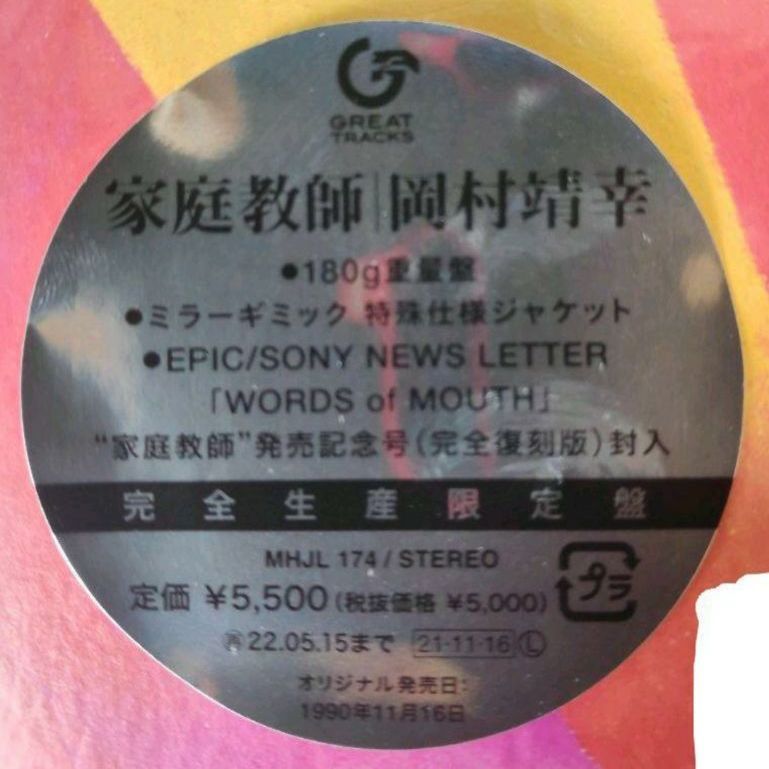 GREAT
TRACKS
家庭教師|岡村靖幸
●180g重量盤
●ミラーギミック 特殊仕様ジャケット
●EPIC/SONY NEWS LETTER
「WORDS of MOUTH」
“家庭教師”発売記念号(完全復刻版)封入
完全生産限定盤
MHJL 174 / STEREO
定価 ¥5,500(税抜価格 ¥5,000)
プラ
再22.05.15まで 21-11-16 Ⓛ
オリジナル発売日:
1990年11月16日